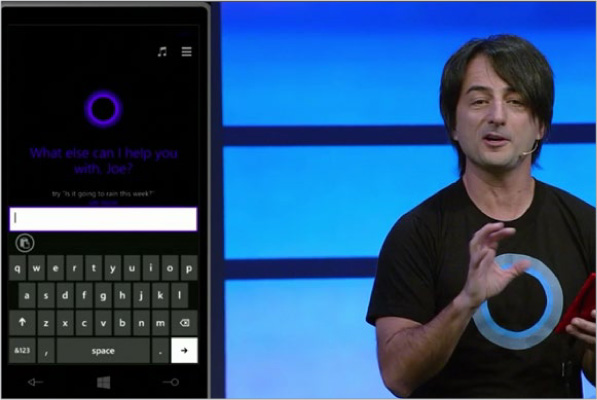 What else can I help you
with, Joe?
try "Is it going to rain this week?"
q w e r t y u i o p
a s d f g h j k l
z x c v b n m
&123 , space .